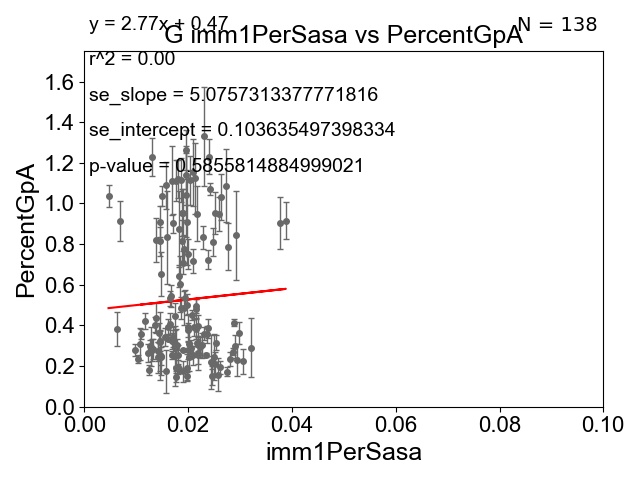 y = 2.77x + 0.47
N = 138
G imm1PerSasa vs PercentGpA
r^2 = 0.00
se_slope = 5.0757313377771816
se_intercept = 0.103635497398334
p-value = 0.5855814884999021
1.6
1.4
1.2
1.0
0.8
0.6
0.4
0.2
0.0
PercentGpA
0.00 0.02 0.04 0.06 0.08 0.10
imm1PerSasa